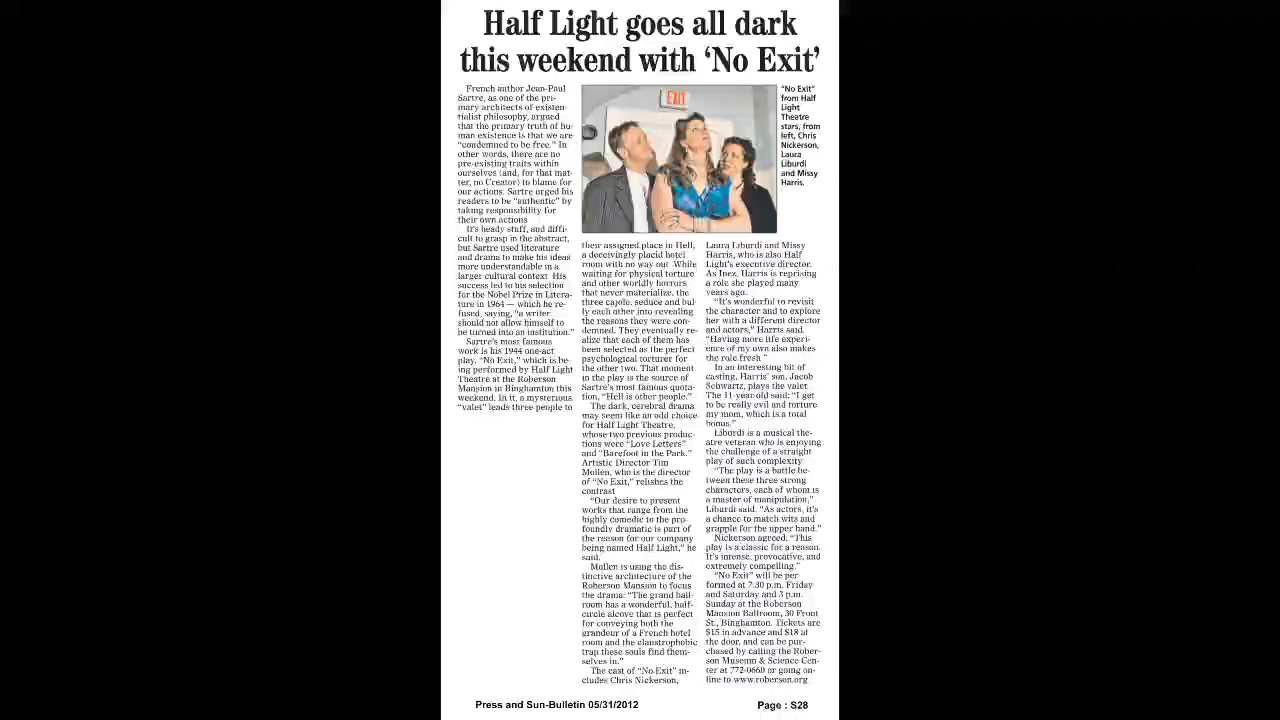 Half Light goes all dark
this weekend with ‘No Exit’
French author Jean-Paul
Sartre, as one of the pri-
mary architects of existen-
tialist philosophy, argued
that the primary truth of hu-
man existence is that we are
“condemned to be free.” In
other words, there are no
pre-existing traits within
ourselves (and, for that mat-
ter, no Creator) to blame for
our actions. Sartre urged his
readers to be “authentic” by
taking responsibility for
their own actions
It’s heady stuff, and diffi-
cult to grasp in the abstract,
but Sartre used literature
and drama to make his ideas
more understandable in a
larger cultural context. His
success led to his selection
for the Nobel Prize in Litera-
ture in 1964 — which he re-
fused, saying, “a writer
should not allow himself to
be turned into an institution.”
Sartre’s most famous
work is his 1944 one-act
play, “No Exit,” which is be-
ing performed by Half Light
Theatre at the Roberson
Mansion in Binghamton this
weekend. In it, a mysterious
“valet” leads three people to
EXIT
“No Exit”
from Half
Light
Theatre
stars, from
left, Chris
Nickerson,
Laura
Liburdi
and Missy
Harris.
their assigned place in Hell,
a deceivingly placid hotel
room with no way out. While
waiting for physical torture
and other worldly horrors
that never materialize, the
three cajole, seduce and bul-
ly each other into revealing
the reasons they were con-
demned. They eventually re-
alize that each of them has
been selected as the perfect
psychological torturer for
the other two. That moment
in the play is the source of
Sartre’s most famous quota-
tion, “Hell is other people.”
The dark, cerebral drama
may seem like an odd choice
for Half Light Theatre,
whose two previous produc-
tions were “Love Letters”
and “Barefoot in the Park.”
Artistic Director Tim
Mollen, who is the director
of “No Exit,” relishes the
contrast
“Our desire to present
works that range from the
highly comedic to the pro-
foundly dramatic is part of
the reason for our company
being named Half Light,” he
said.
Mollen is using the dis-
tinctive architecture of the
Roberson Mansion to focus
the drama: “The grand ball-
room has a wonderful, half-
circle alcove that is perfect
for conveying both the
grandeur of a French hotel
room and the claustrophobic
trap these souls find them-
selves in.”
The cast of “No Exit” in-
cludes Chris Nickerson,
Laura Liburdi and Missy
Harris, who is also Half
Light’s executive director.
As Inez, Harris is reprising
a role she played many
years ago.
“It’s wonderful to revisit
the character and to explore
her with a different director
and actors,” Harris said.
“Having more life experi-
ence of my own also makes
the role fresh ”
In an interesting bit of
casting, Harris’ son, Jacob
Schwartz, plays the valet
The 11-year-old said: “I get
to be really evil and torture
my mom, which is a total
bonus.”
Liburdi is a musical the-
atre veteran who is enjoying
the challenge of a straight
play of such complexity
“The play is a battle be-
tween these three strong
characters, each of whom is
a master of manipulation,”
Liburdi said. “As actors, it’s
a chance to match wits and
grapple for the upper hand.”
Nickerson agreed: “This
play is a classic for a reason.
It’s intense, provocative, and
extremely compelling.”
“No Exit” will be per
formed at 7:30 p.m. Friday
and Saturday and 3 p.m.
Sunday at the Roberson
Mansion Ballroom, 30 Front
St., Binghamton. Tickets are
$15 in advance and $18 at
the door, and can be pur-
chased by calling the Rober-
son Museum & Science Cen-
ter at 772-0660 or going on-
line to www.roberson.org
Press and Sun-Bulletin 05/31/2012
Page : S28